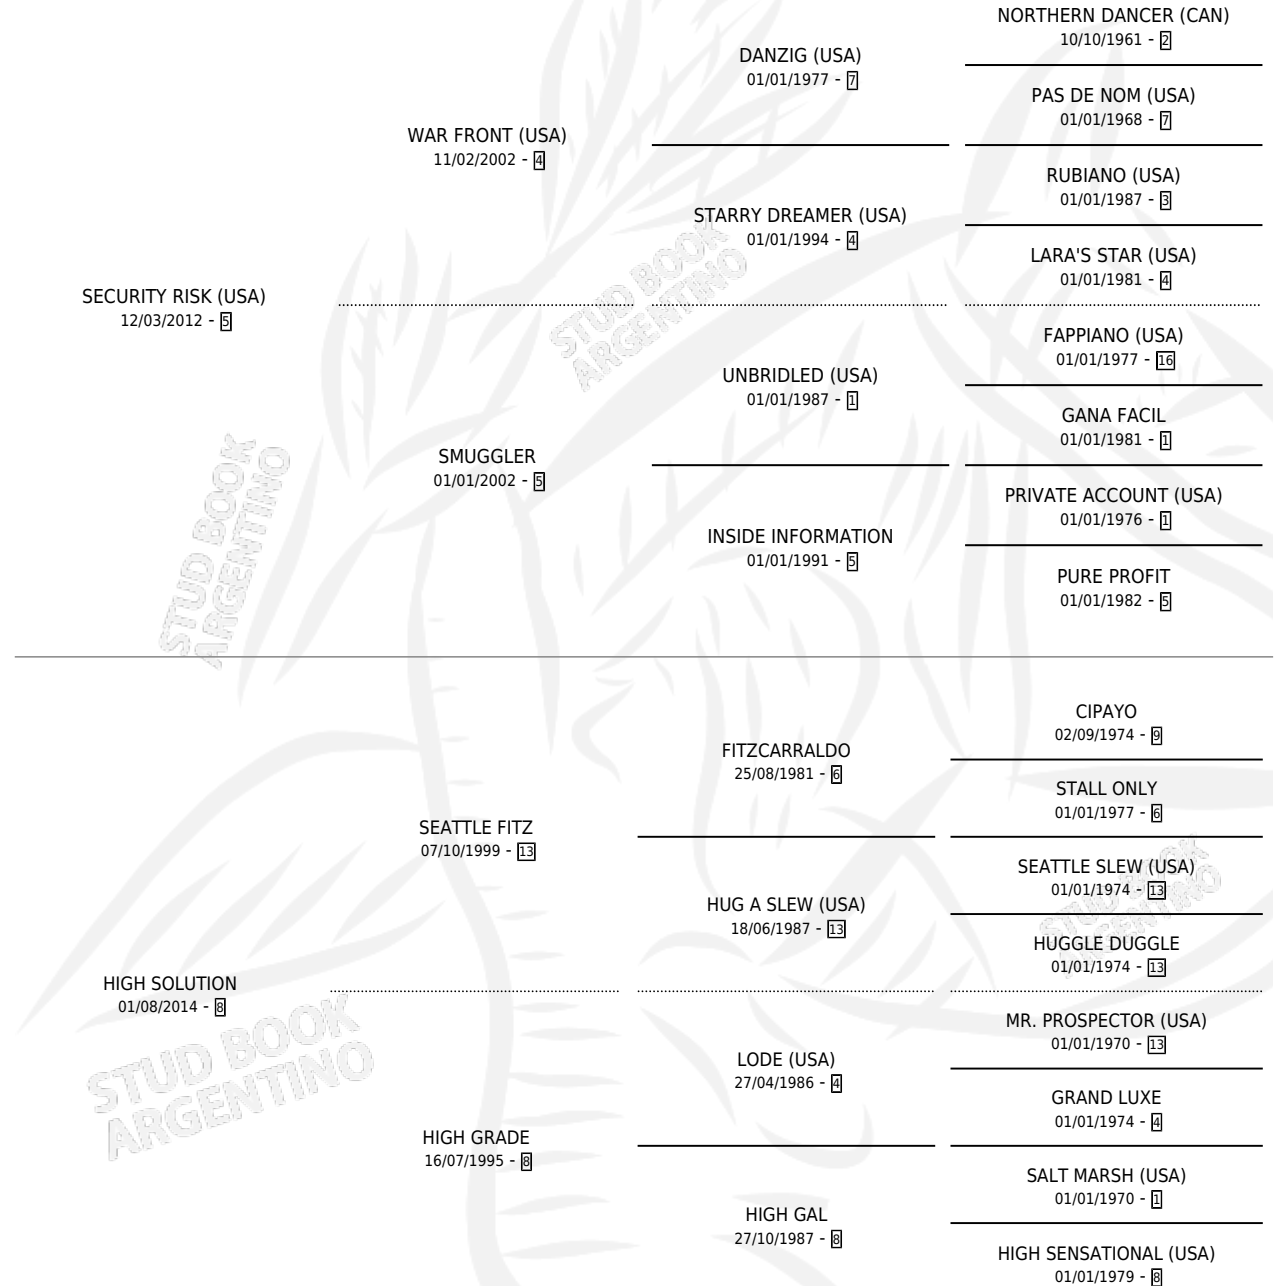 NORTHERN DANCER (CAN)
10/10/1961 - 2
DANZIG (USA)
01/01/1977 - 7
PAS DE NOM (USA)
01/01/1968 - 7
WAR FRONT (USA)
11/02/2002 - 4
RUBIANO (USA)
01/01/1987 - 3
STARRY DREAMER (USA)
01/01/1994 - 4
LARA'S STAR (USA)
01/01/1981 - 4
SECURITY RISK (USA)
12/03/2012 - 5
FAPPIANO (USA)
01/01/1977 - 16
UNBRIDLED (USA)
01/01/1987 - 1
GANA FACIL
01/01/1981 - 1
SMUGGLER
01/01/2002 - 5
PRIVATE ACCOUNT (USA)
01/01/1976 - 1
INSIDE INFORMATION
01/01/1991 - 5
PURE PROFIT
01/01/1982 - 5
CIPAYO
02/09/1974 - 9
FITZCARRALDO
25/08/1981 - 6
STALL ONLY
01/01/1977 - 6
SEATTLE FITZ
07/10/1999 - 13
SEATTLE SLEW (USA)
01/01/1974 - 13
HUG A SLEW (USA)
18/06/1987 - 13
HUGGLE DUGGLE
01/01/1974 - 13
HIGH SOLUTION
01/08/2014 - 8
MR. PROSPECTOR (USA)
01/01/1970 - 13
LODE (USA)
27/04/1986 - 4
GRAND LUXE
01/01/1974 - 4
HIGH GRADE
16/07/1995 - 8
SALT MARSH (USA)
01/01/1970 - 1
HIGH GAL
27/10/1987 - 8
HIGH SENSATIONAL (USA)
01/01/1979 - 8
STUD BOOK
ARGENTINO
STUD BOOK
ARGENTINO
STUD BOOK
ARGENTINO
STUD BOOK
ARGENTINO